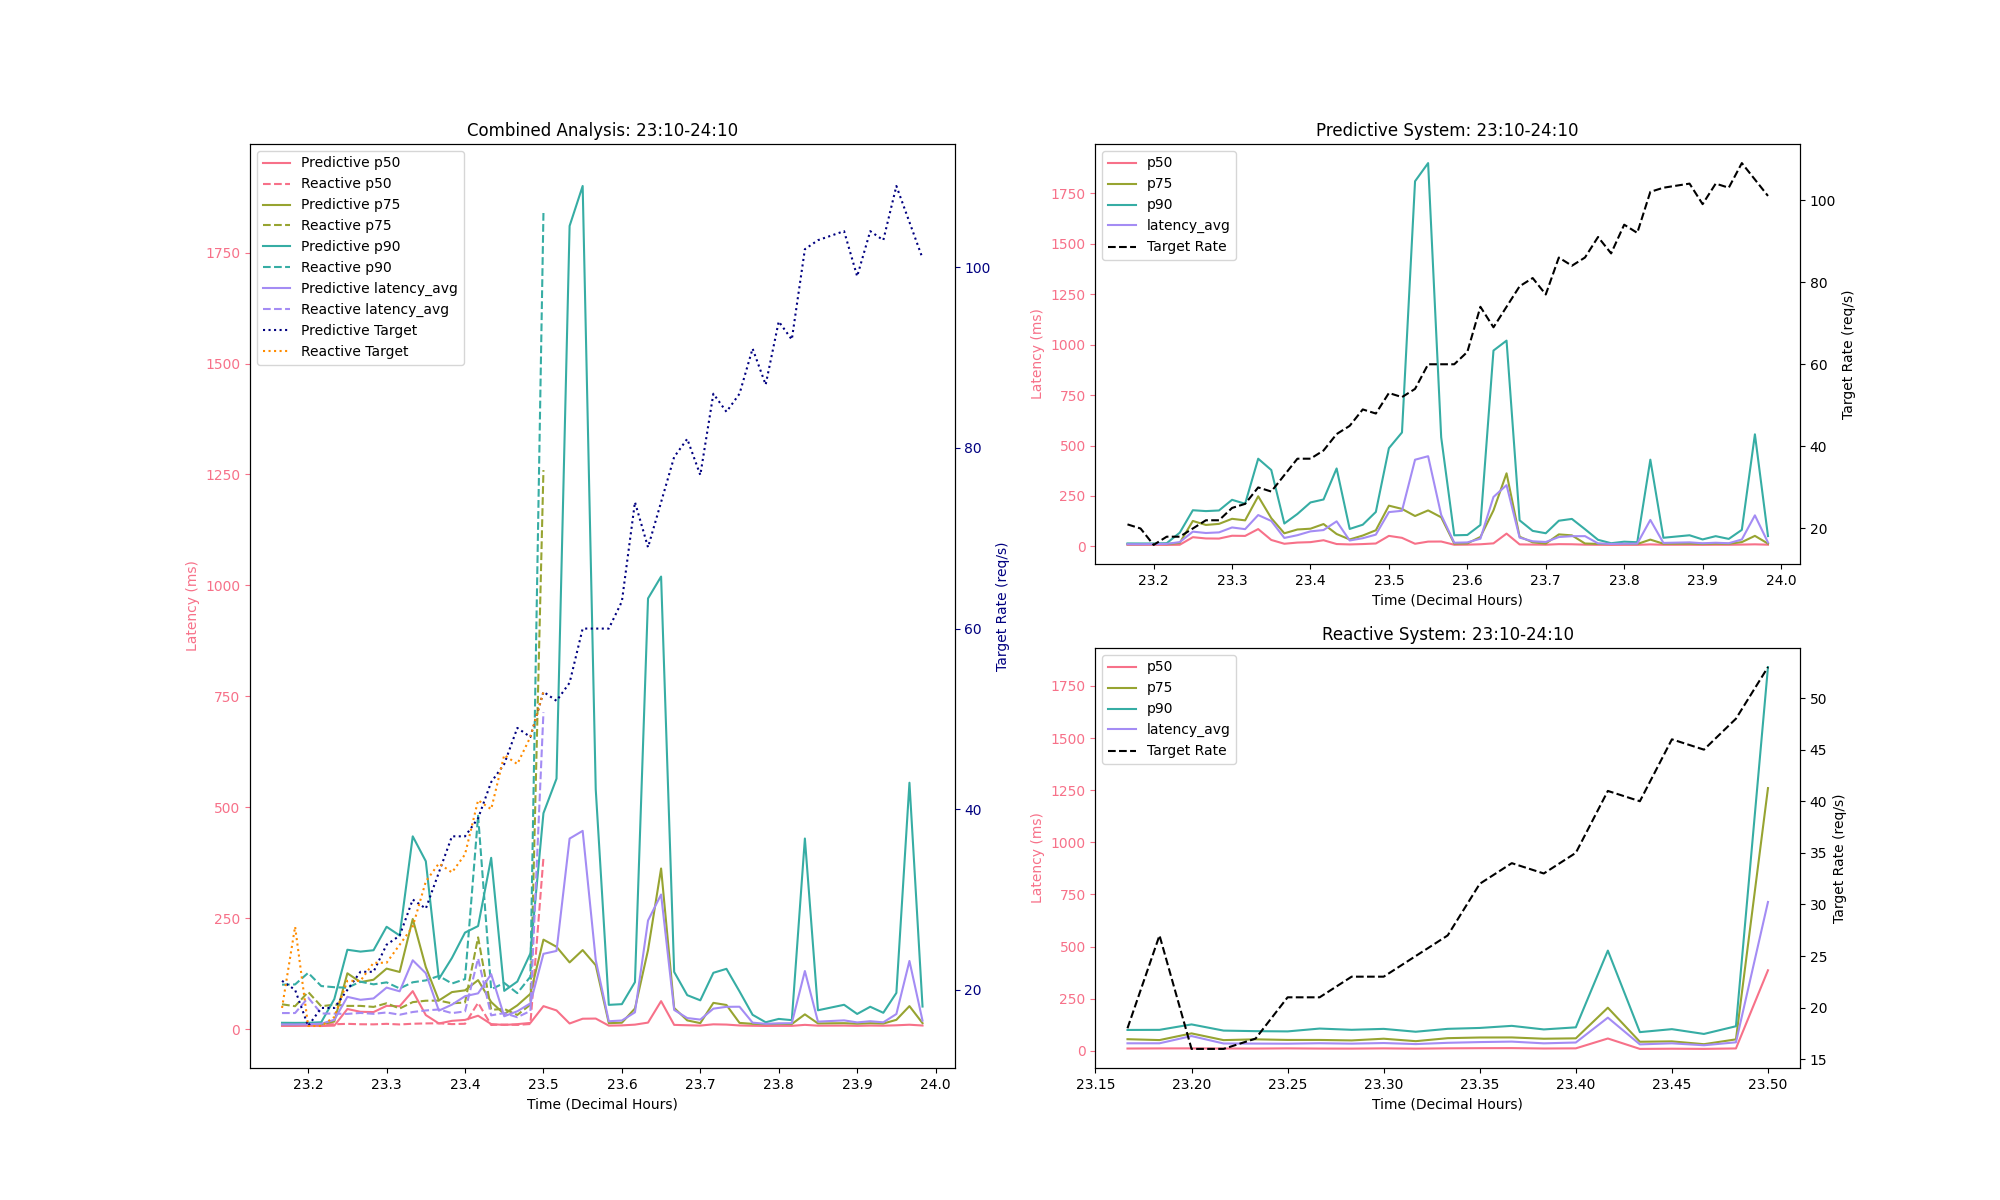 Combined Analysis: 23:10-24:10
Predictive p50
Reactive p50
Predictive p75
Reactive p75
Predictive p90
Reactive p90
Predictive latency_avg
Reactive latency_avg
Predictive Target
Reactive Target
1750
1500
1250
1000
750
500
250
0
Latency (ms)
100
80
60
40
20
Target Rate (req/s)
23.2 23.3 23.4 23.5 23.6 23.7 23.8 23.9 24.0
Time (Decimal Hours)
Predictive System: 23:10-24:10
p50
p75
p90
latency_avg
Target Rate
1750
1500
1250
1000
750
500
250
0
Latency (ms)
100
80
60
40
20
Target Rate (req/s)
23.2 23.3 23.4 23.5 23.6 23.7 23.8 23.9 24.0
Time (Decimal Hours)
Reactive System: 23:10-24:10
p50
p75
p90
latency_avg
Target Rate
1750
1500
1250
1000
750
500
250
0
Latency (ms)
50
45
40
35
30
25
20
15
Target Rate (req/s)
23.15 23.20 23.25 23.30 23.35 23.40 23.45 23.50
Time (Decimal Hours)